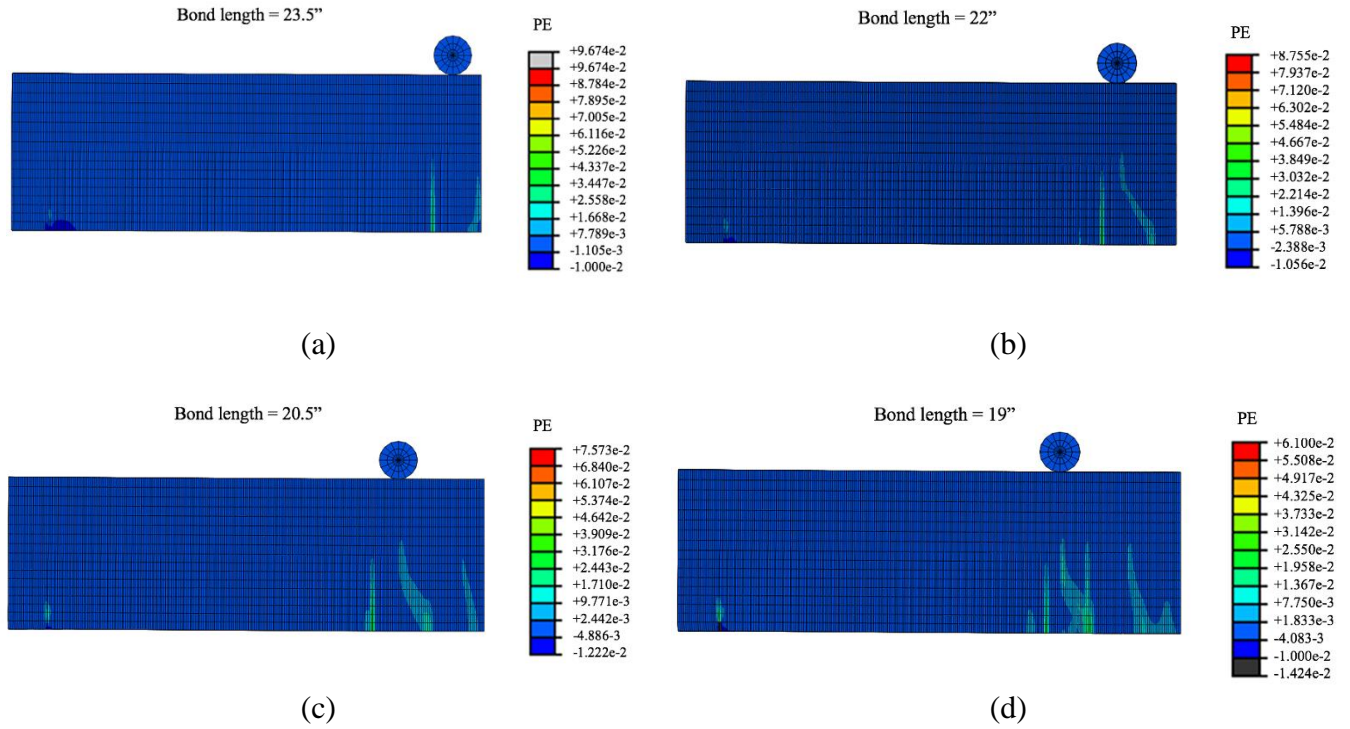 Bond length = 23.5”
PE
+9.674e-2
+9.674e-2
+8.784e-2
+7.895e-2
+7.005e-2
+6.116e-2
+5.226e-2
+4.337e-2
+3.447e-2
+2.558e-2
+1.668e-2
+7.789e-3
-1.105e-3
-1.000e-2
(a)
Bond length = 22”
PE
+8.755e-2
+7.937e-2
+7.120e-2
+6.302e-2
+5.484e-2
+4.667e-2
+3.849e-2
+3.032e-2
+2.214e-2
+1.396e-2
+5.788e-3
-2.388e-3
-1.056e-2
(b)
Bond length = 20.5”
PE
+7.573e-2
+6.840e-2
+6.107e-2
+5.374e-2
+4.642e-2
+3.909e-2
+3.176e-2
+2.443e-2
+1.710e-2
+9.771e-3
+2.442e-3
-4.886-3
-1.222e-2
(c)
Bond length = 19”
PE
+6.100e-2
+5.508e-2
+4.917e-2
+4.325e-2
+3.733e-2
+3.142e-2
+2.550e-2
+1.958e-2
+1.367e-2
+7.750e-3
+1.833e-3
-4.083-3
-1.000e-2
-1.424e-2
(d)